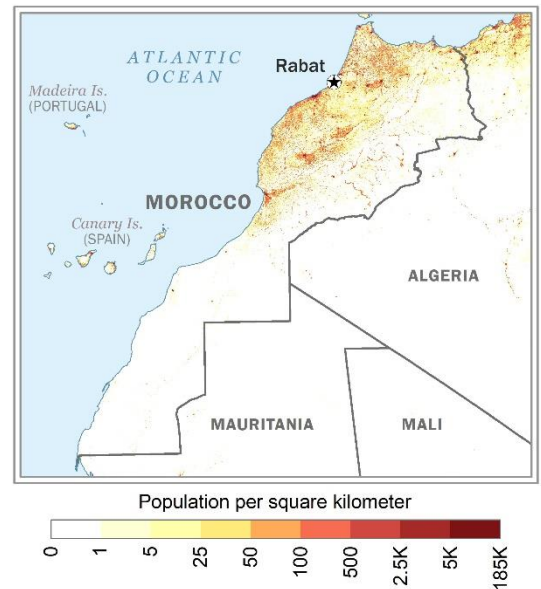 ATLANTIC
OCEAN
Rabat
Madeira Is.
(PORTUGAL)
MOROCCO
Canary Is.
(SPAIN)
ALGERIA
MAURITANIA
MALI
Population per square kilometer
0
1
5
25
50
100
500
2.5K
5K
185K